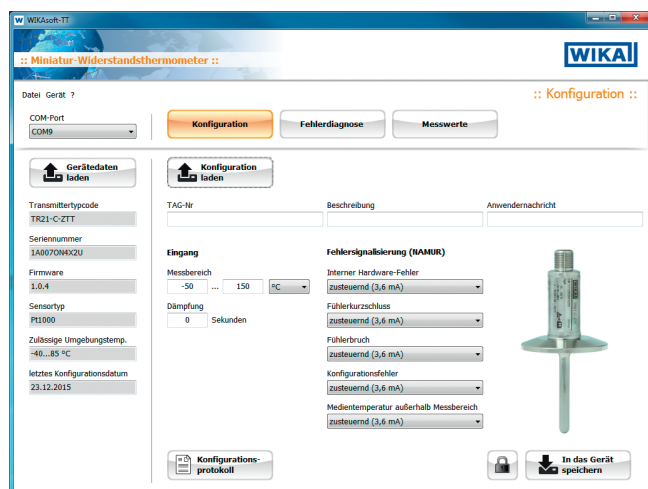 WIKAsoft-TT
:: Miniatur-Widerstandsthermometer ::
WIKA
Datei Gerät ?
:: Konfiguration ::
COM-Port
COM9
Konfiguration
Fehlerdiagnose
Messwerte
Gerätedaten
laden
Konfiguration
laden
Transmittertypcode
TR21-C-ZTT
Seriennummer
1A007ON4X2U
Firmware
1.0.4
Sensortyp
Pt1000
Zulässige Umgebungstemp.
-40...85 ºC
letztes Konfigurationsdatum
23.12.2015
TAG-Nr
Beschreibung
Anwendernachricht
Eingang
Messbereich
-50 ... 150 ºC
Dämpfung
0 Sekunden
Fehlersignalisierung (NAMUR)
Interner Hardware-Fehler
zusteuernd (3,6 mA)
Fühlerkurzschluss
zusteuernd (3,6 mA)
Fühlerbruch
zusteuernd (3,6 mA)
Konfigurationsfehler
zusteuernd (3,6 mA)
Medientemperatur außerhalb Messbereich
zusteuernd (3,6 mA)
Konfigurations-
protokoll
In das Gerät
speichern